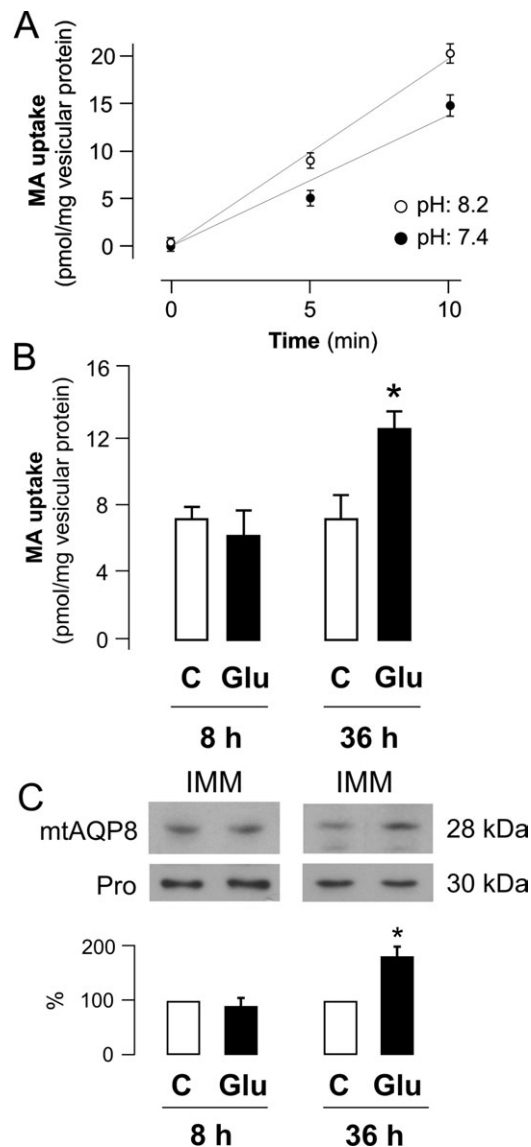 A
MA uptake
(pmol/mg vesicular protein)
20
15
10
5
0
pH: 8.2
pH: 7.4
0 5 10
Time (min)
B
MA uptake
(pmol/mg vesicular protein)
16
12
8
4
0
*
C Glu C Glu
8 h 36 h
C
IMM IMM
mtAQP8 28 kDa
Pro 30 kDa
%
200
100
0
*
C Glu C Glu
8 h 36 h